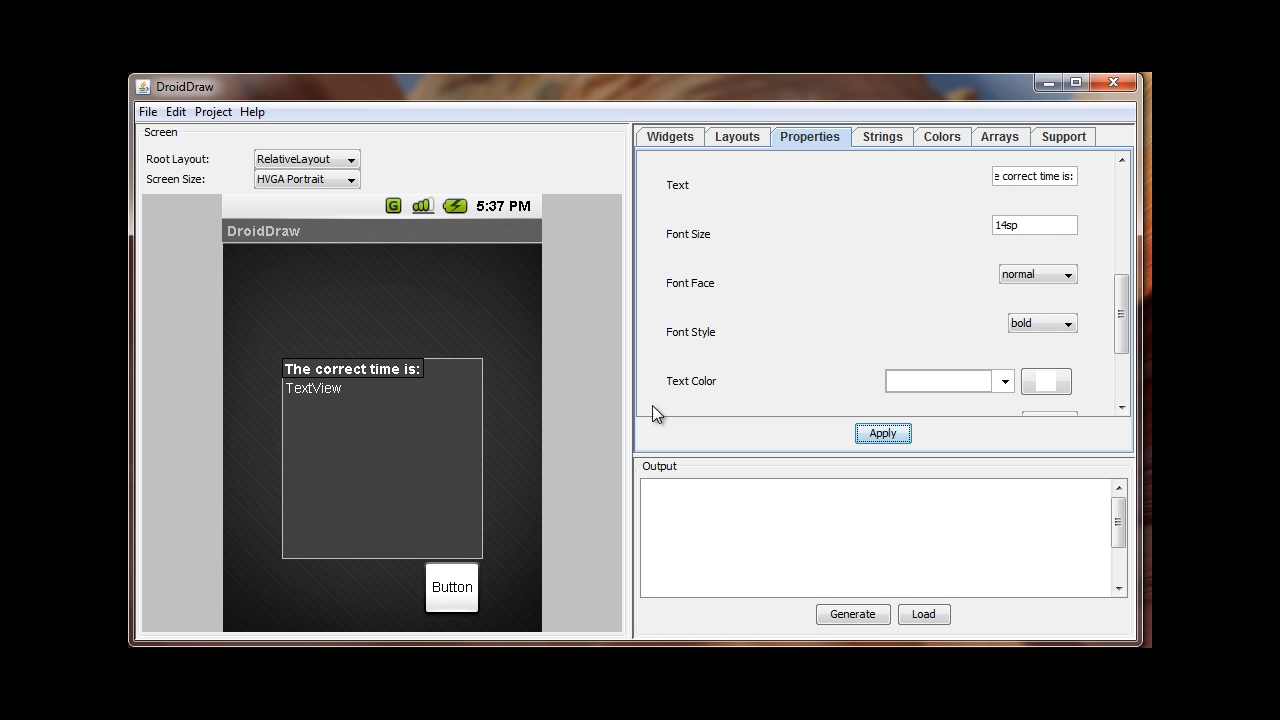 DroidDraw
File Edit Project Help
Screen
Root Layout: RelativeLayout
Screen Size: HVGA Portrait
G 5:37 PM
DroidDraw
The correct time is:
TextView
Button
Widgets Layouts Properties Strings Colors Arrays Support
Text e correct time is:
Font Size 14sp
Font Face normal
Font Style bold
Text Color
Apply
Output
Generate Load